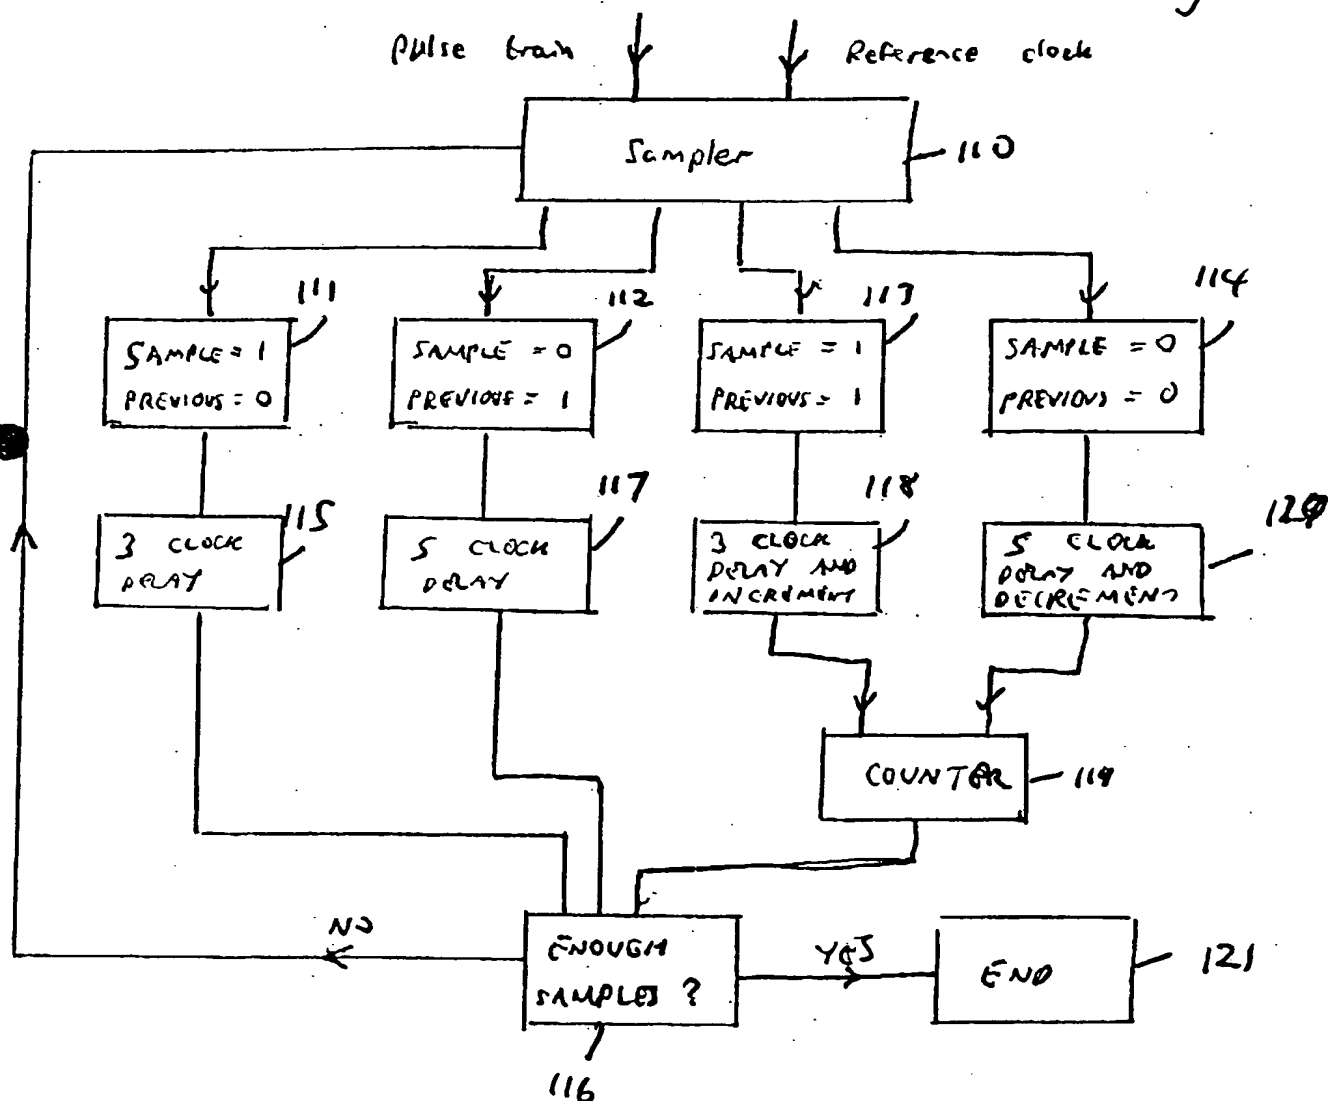 pulse train
Reference clock
Sampler
110
111
112
113
114
SAMPLE = 1
PREVIOUS = 0
SAMPLE = 0
PREVIOUS = 1
SAMPLE = 1
PREVIOUS = 1
SAMPLE = 0
PREVIOUS = 0
115
117
118
3 CLOCK
DELAY
5 CLOCK
DELAY
3 CLOCK
DELAY AND
INCREMENT
5 CLOCK
DELAY AND
DECREMEND
COUNTER
119
NO
ENOUGH
SAMPLES ?
YES
END
121
116